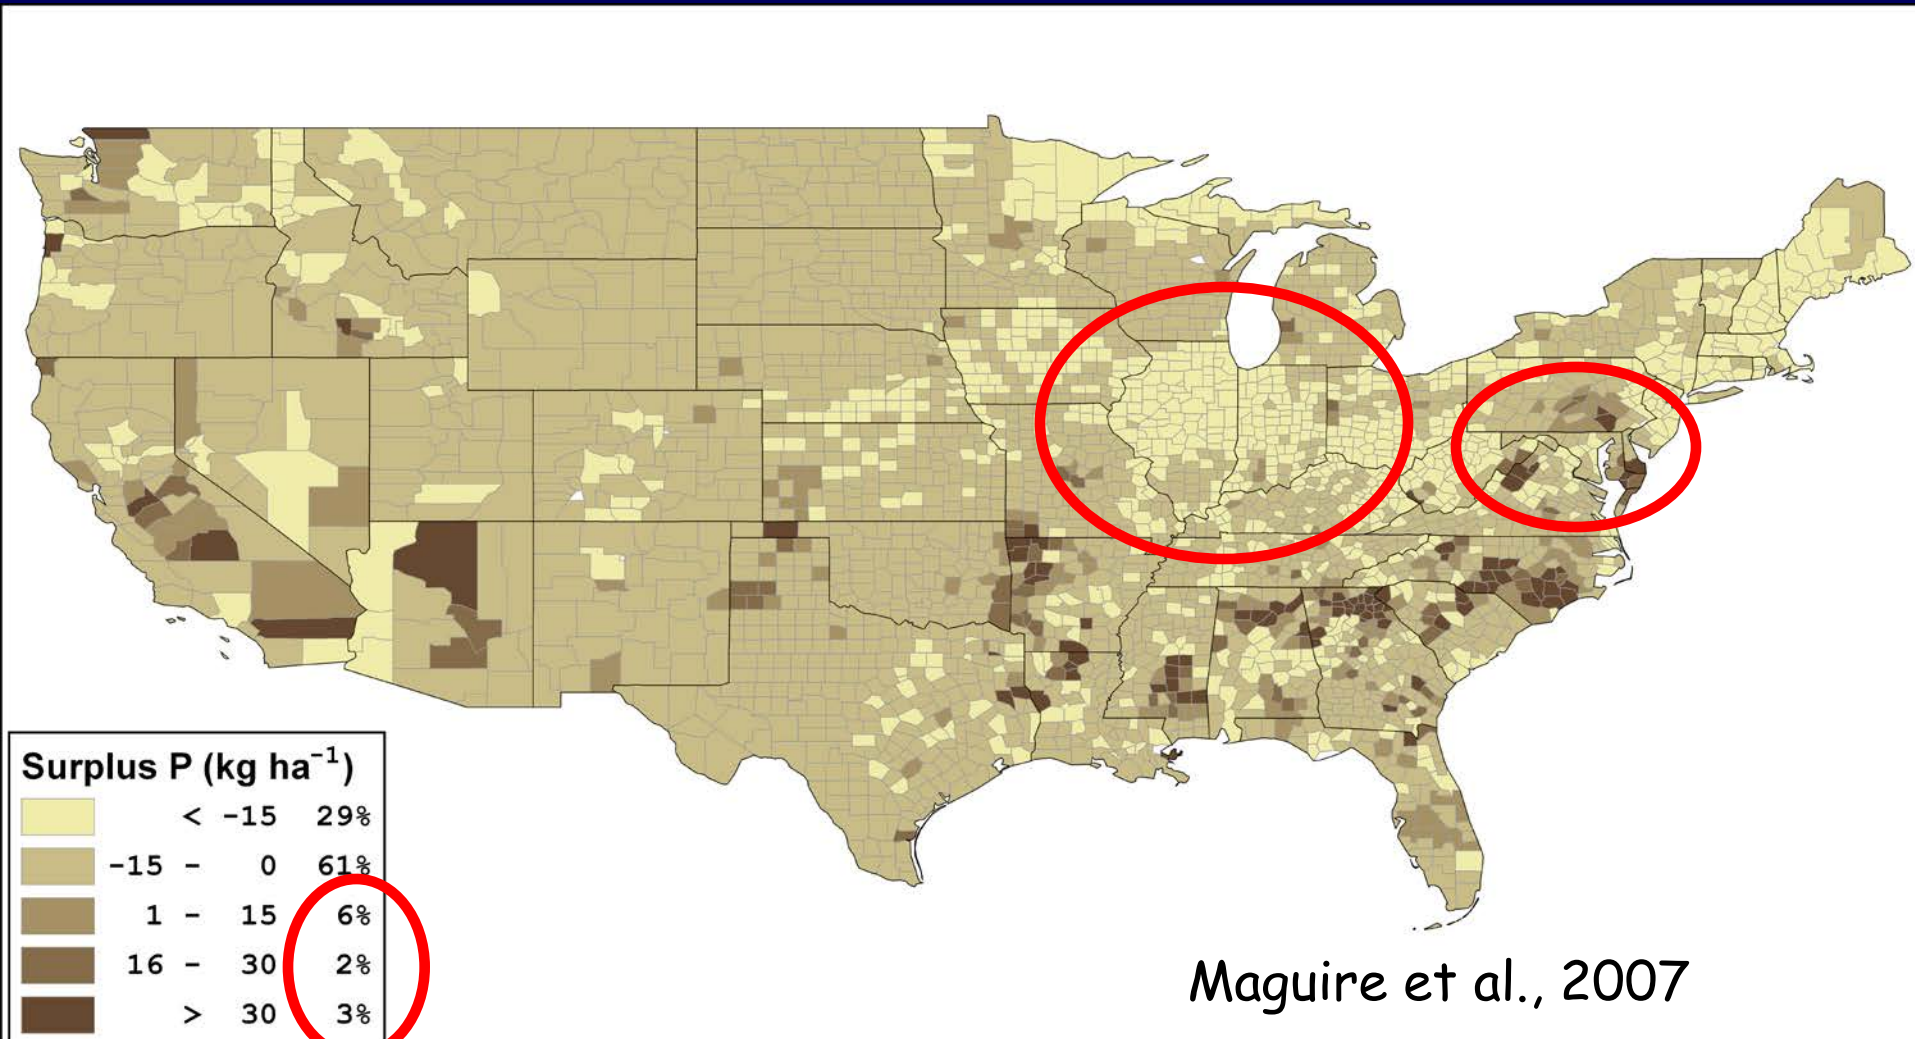 Surplus P (kg ha⁻¹)
< -15 29%
-15 - 0 61%
1 - 15 6%
16 - 30 2%
> 30 3%
Maguire et al., 2007